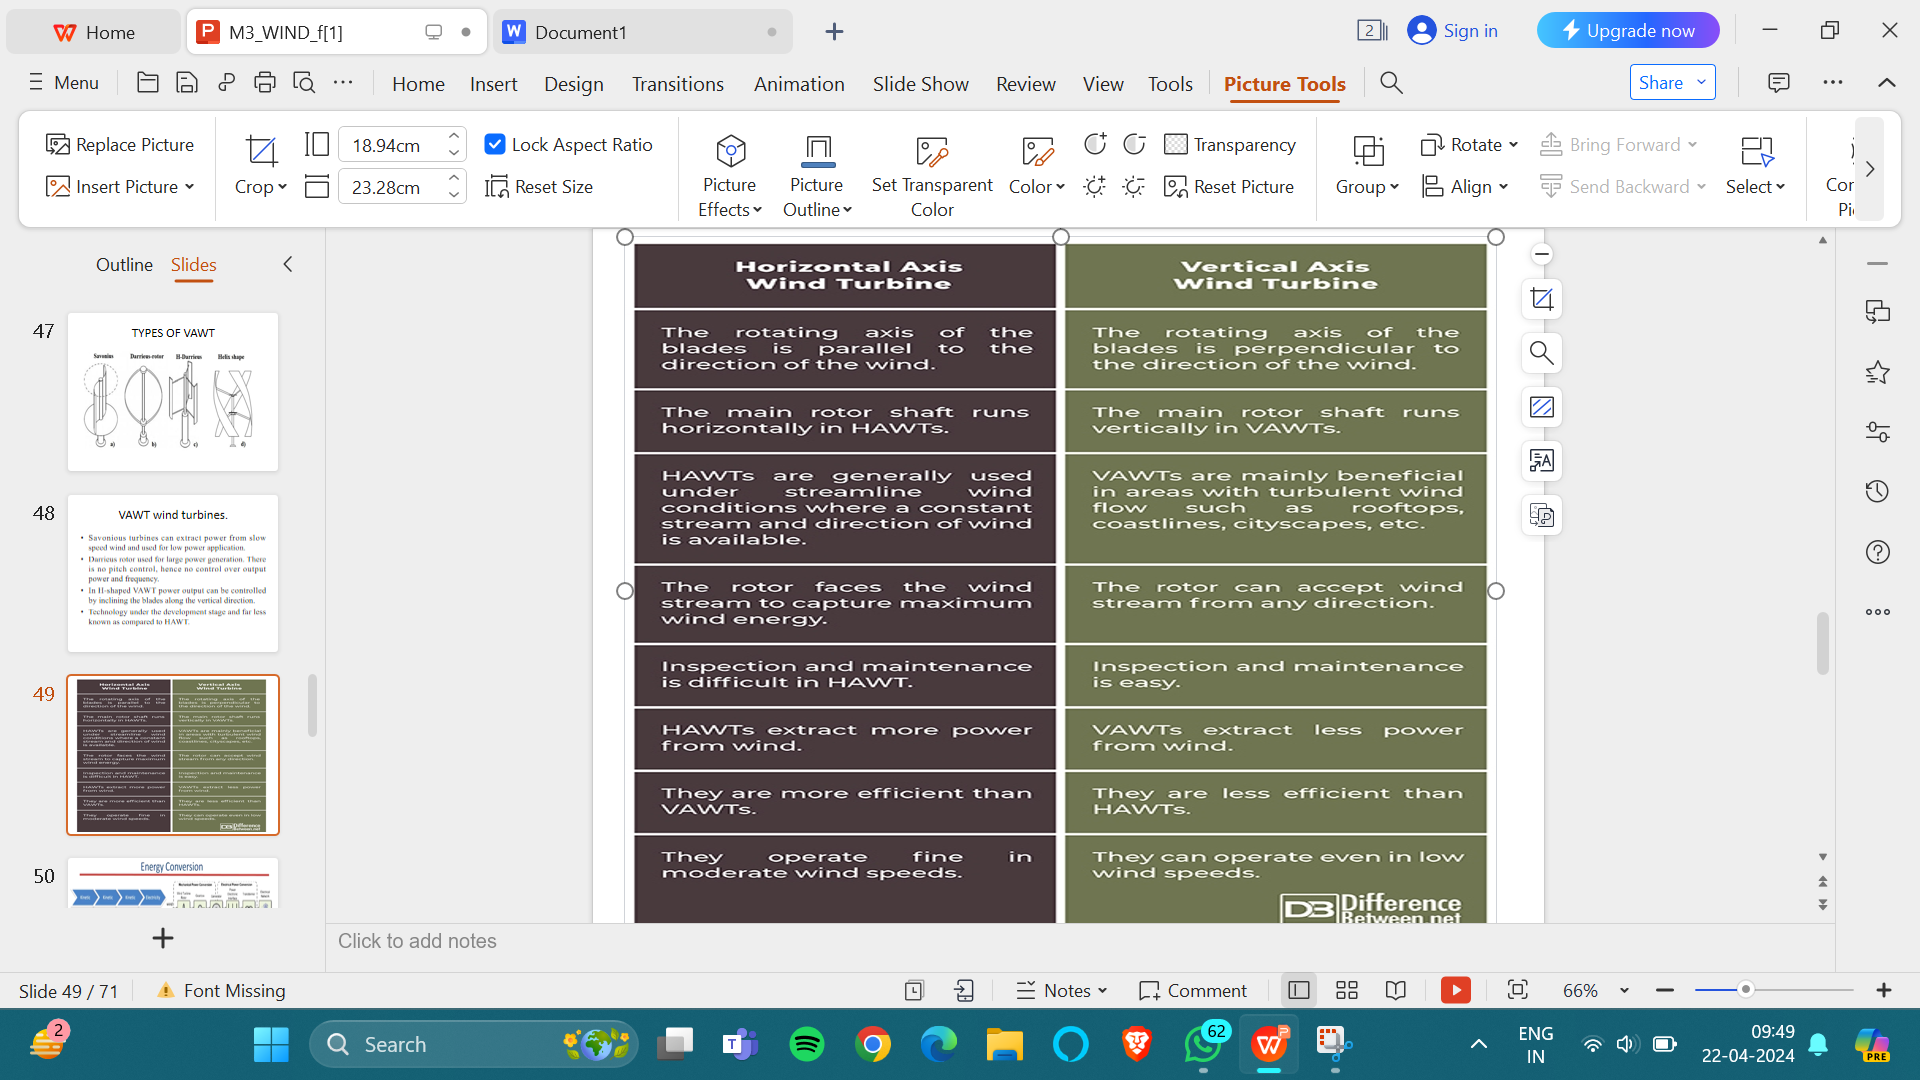 Home
M3_WIND_f[1]
Document1
2
Sign in
Upgrade now
Menu
Home
Insert
Design
Transitions
Animation
Slide Show
Review
View
Tools
Picture Tools
Share
Replace Picture
Insert Picture
Crop
18.94cm
23.28cm
Lock Aspect Ratio
Reset Size
Picture
Effects
Picture
Outline
Set Transparent
Color
Color
Transparency
Reset Picture
Group
Rotate
Align
Bring Forward
Send Backward
Select
Outline
Slides
47
TYPES OF VAWT
Savonius Darrieus rotor H-Darrieus Helix shape
a) b) c) d)
48
VAWT wind turbines.
• Savonious turbines can extract power from slow
speed wind and used for low power application.
• Darrieus rotor used for large power generation. There
is no pitch control, hence no control over output
power and frequency.
• In H-shaped VAWT power output can be controlled
by inclining the blades along the vertical direction.
• Technology under the development stage and far less
known as compared to HAWT.
49
50
Energy Conversion
Horizontal Axis
Wind Turbine
Vertical Axis
Wind Turbine
The rotating axis of the
blades is parallel to the
direction of the wind.
The rotating axis of the
blades is perpendicular to
the direction of the wind.
The main rotor shaft runs
horizontally in HAWTs.
The main rotor shaft runs
vertically in VAWTs.
HAWTs are generally used
under streamline wind
conditions where a constant
stream and direction of wind
is available.
VAWTs are mainly beneficial
in areas with turbulent wind
flow such as rooftops,
coastlines, cityscapes, etc.
The rotor faces the wind
stream to capture maximum
wind energy.
The rotor can accept wind
stream from any direction.
Inspection and maintenance
is difficult in HAWT.
Inspection and maintenance
is easy.
HAWTs extract more power
from wind.
VAWTs extract less power
from wind.
They are more efficient than
VAWTs.
They are less efficient than
HAWTs.
They operate fine in
moderate wind speeds.
They can operate even in low
wind speeds.
DB Difference
Between.net
Click to add notes
Slide 49 / 71
Font Missing
Notes
Comment
66%
2
Search
62
ENG
IN
09:49
22-04-2024
PRE